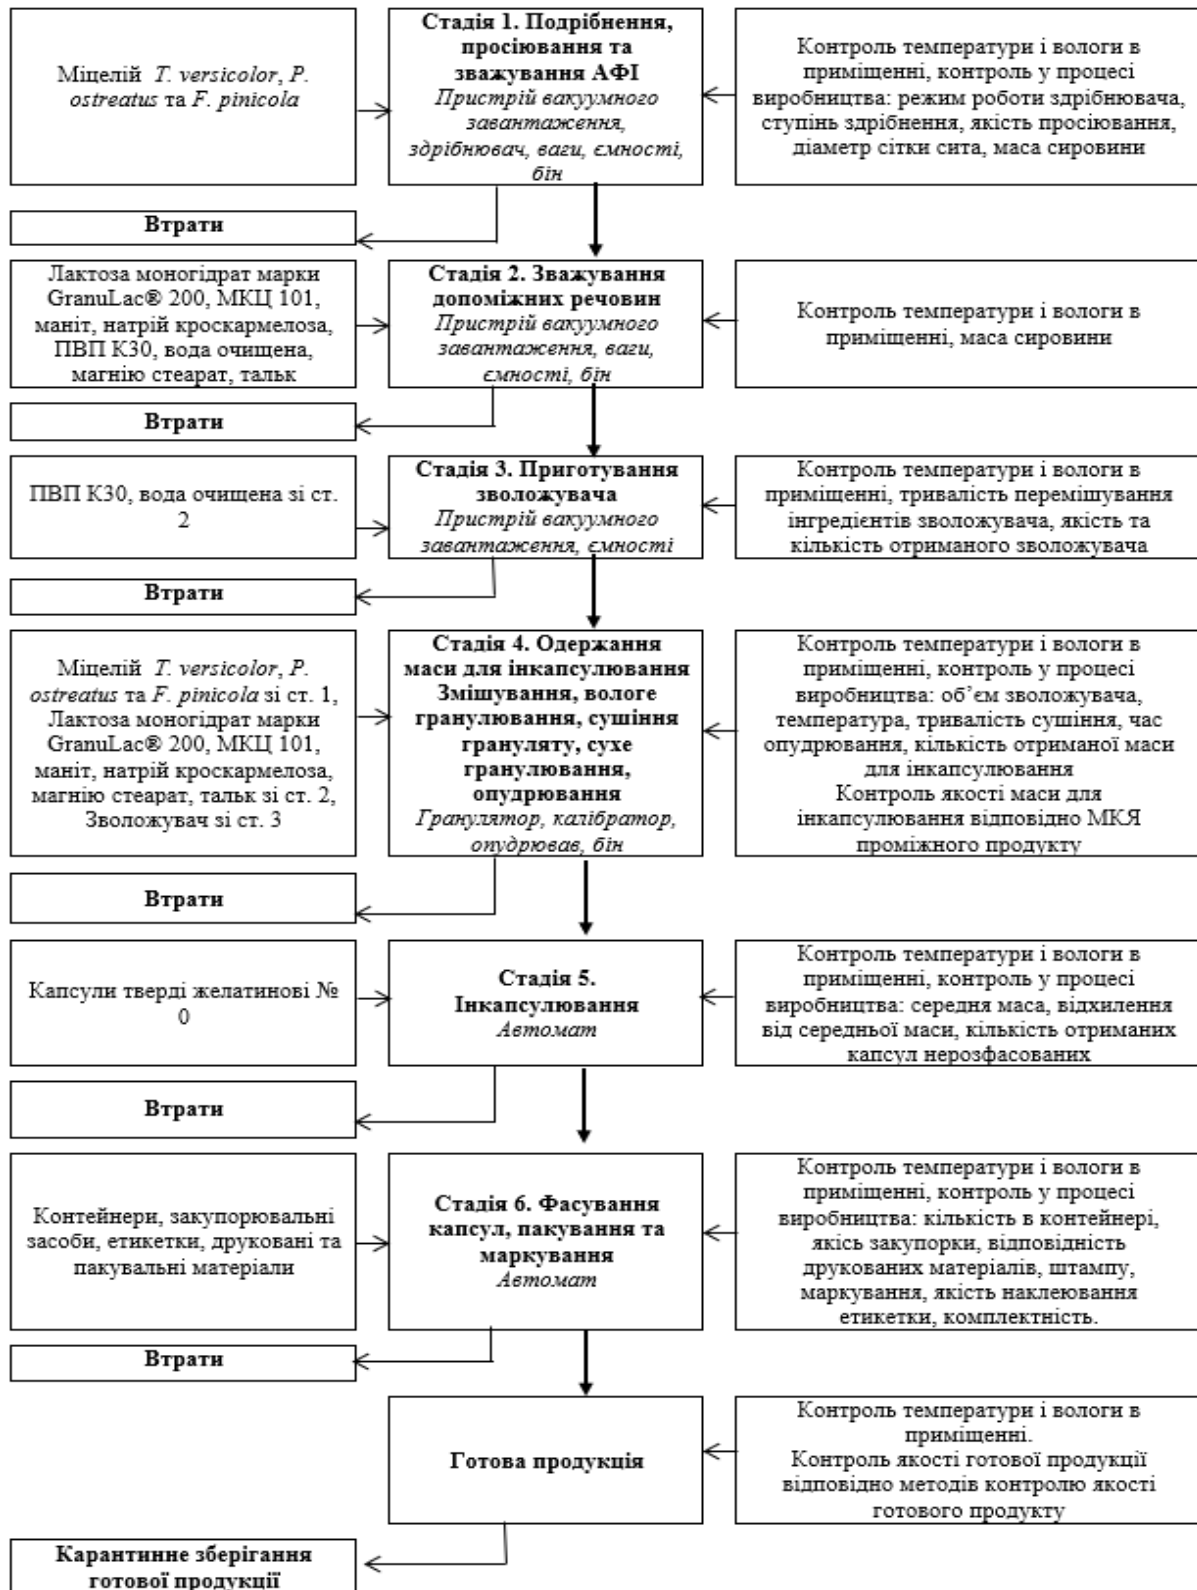 Міцелій T. versicolor, P.
ostreatus та F. pinicola
Стадія 1. Подрібнення,
просіювання та
зважування АФІ
Пристрій вакуумного
завантаження,
здрібнювач, ваги, ємності,
бін
Контроль температури і вологи в
приміщенні, контроль у процесі
виробництва: режим роботи здрібнювача,
ступінь здрібнення, якість просіювання,
діаметр сітки сита, маса сировини
Втрати
Лактоза моногідрат марки
GranuLac® 200, МКЦ 101,
маніт, натрій кроскармелоза,
ПВП К30, вода очищена,
магнію стеарат, тальк
Стадія 2. Зважування
допоміжних речовин
Пристрій вакуумного
завантаження, ваги,
ємності, бін
Контроль температури і вологи в
приміщенні, маса сировини
Втрати
ПВП К30, вода очищена зі ст.
2
Стадія 3. Приготування
зволожувача
Пристрій вакуумного
завантаження, ємності
Контроль температури і вологи в
приміщенні, тривалість перемішування
інгредієнтів зволожувача, якість та
кількість отриманого зволожувача
Втрати
Міцелій T. versicolor, P.
ostreatus та F. pinicola зі ст. 1,
Лактоза моногідрат марки
GranuLac® 200, МКЦ 101,
маніт, натрій кроскармелоза,
магнію стеарат, тальк зі ст. 2,
Зволожувач зі ст. 3
Стадія 4. Одержання
маси для інкапсулювання
Змішування, вологе
гранулювання, сушіння
грануляту, сухе
гранулювання,
опудрювання
Гранулятор, калібратор,
опудрював, бін
Контроль температури і вологи в
приміщенні, контроль у процесі
виробництва: об’єм зволожувача,
температура, тривалість сушіння, час
опудрювання, кількість отриманої маси
для інкапсулювання
Контроль якості маси для
інкапсулювання відповідно МКЯ
проміжного продукту
Втрати
Капсули тверді желатинові №
0
Стадія 5.
Інкапсулювання
Автомат
Контроль температури і вологи в
приміщенні, контроль у процесі
виробництва: середня маса, відхилення
від середньої маси, кількість отриманих
капсул нерозфасованих
Втрати
Контейнери, закупорювальні
засоби, етикетки, друковані та
пакувальні матеріали
Стадія 6. Фасування
капсул, пакування та
маркування
Автомат
Контроль температури і вологи в
приміщенні, контроль у процесі
виробництва: кількість в контейнері,
якісь закупорки, відповідність
друкованих матеріалів, штампу,
маркування, якість наклеювання
етикетки, комплектність.
Втрати
Готова продукція
Контроль температури і вологи в
приміщенні.
Контроль якості готової продукції
відповідно методів контролю якості
готового продукту
Карантинне зберігання
готової продукції